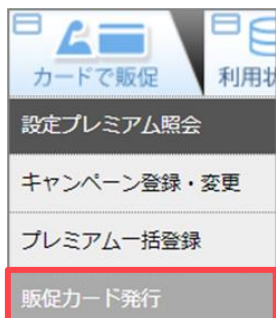 カードで販促
利用状
設定プレミアム照会
キャンペーン登録・変更
プレミアム一括登録
販促カード発行